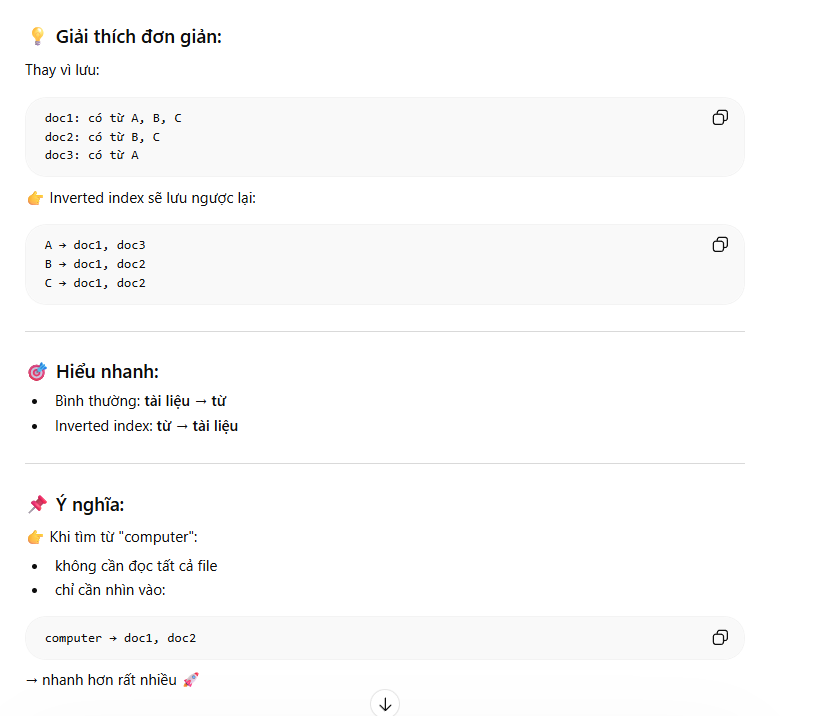 💡 Giải thích đơn giản:
Thay vì lưu:
doc1: có từ A, B, C
doc2: có từ B, C
doc3: có từ A
👉 Inverted index sẽ lưu ngược lại:
A → doc1, doc3
B → doc1, doc2
C → doc1, doc2
🎯 Hiểu nhanh:
• Bình thường: tài liệu → từ
• Inverted index: từ → tài liệu
📌 Ý nghĩa:
👉 Khi tìm từ "computer":
• không cần đọc tất cả file
• chỉ cần nhìn vào:
computer → doc1, doc2
→ nhanh hơn rất nhiều 🚀